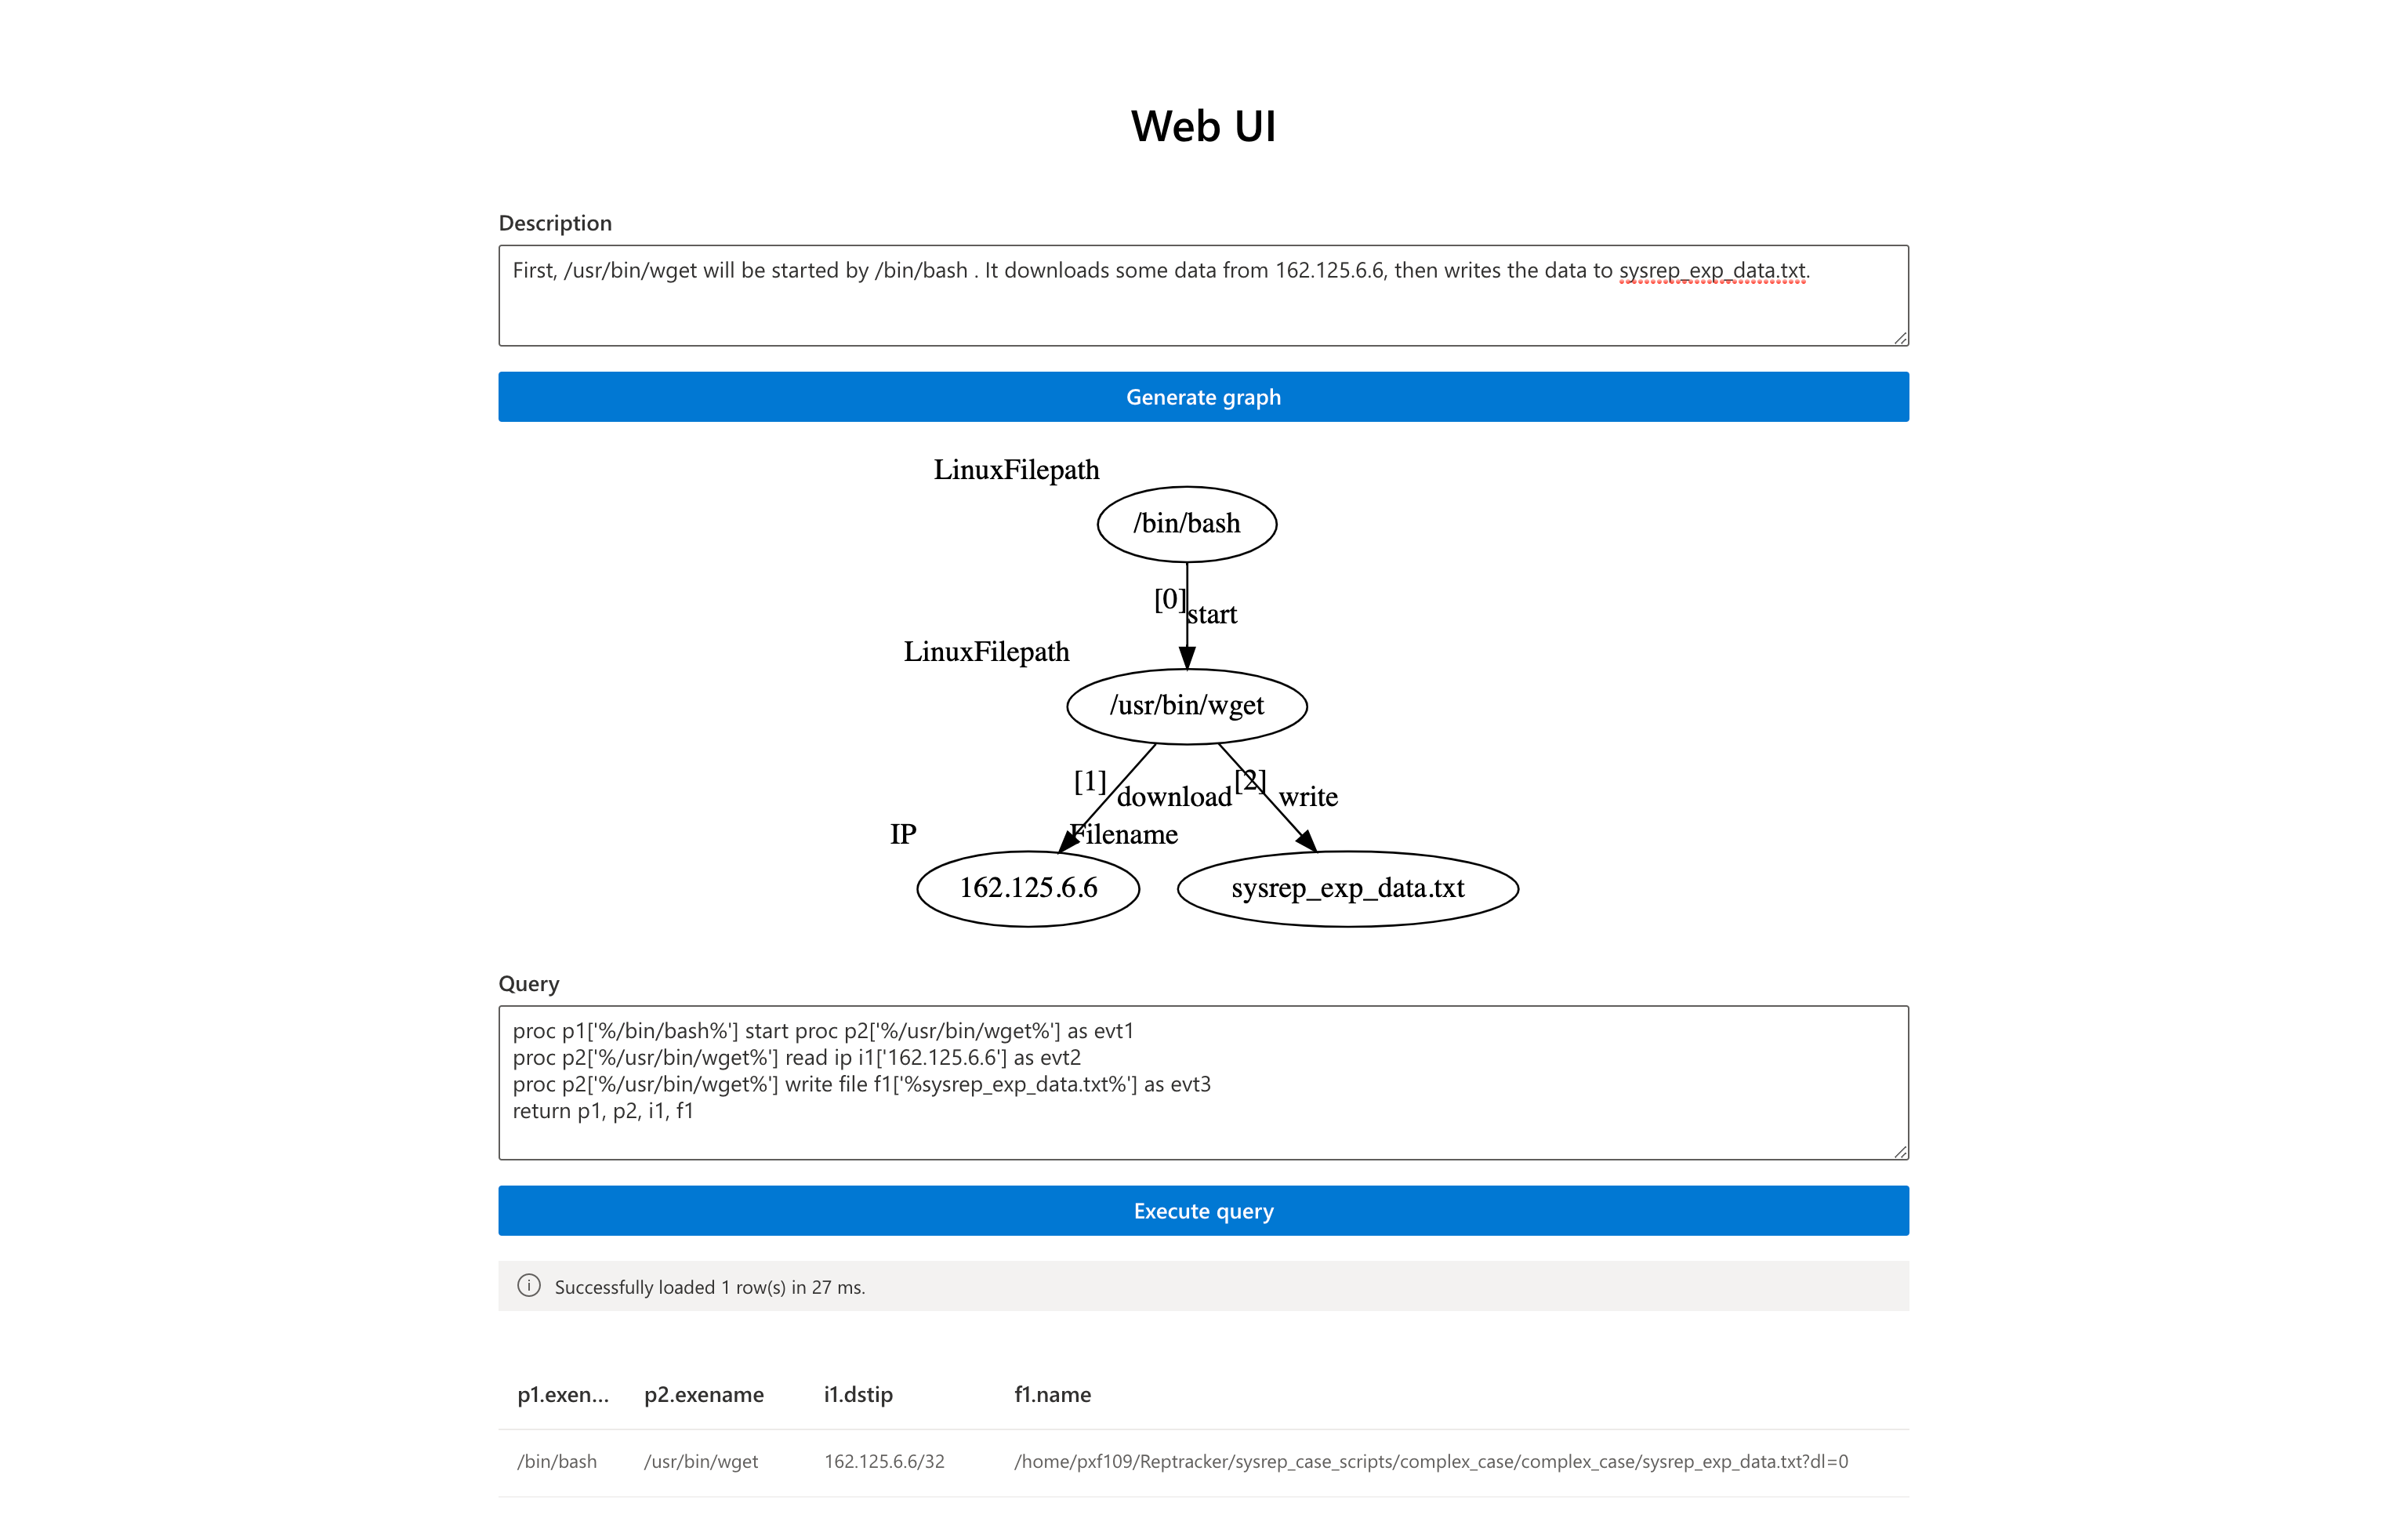 Web UI
Description
First, /usr/bin/wget will be started by /bin/bash . It downloads some data from 162.125.6.6, then writes the data to sysrep_exp_data.txt.
Generate graph
LinuxFilepath
/bin/bash
[0]
start
LinuxFilepath
/usr/bin/wget
[1]
download
[2]
write
IP
Filename
162.125.6.6
sysrep_exp_data.txt
Query
proc p1['%/bin/bash%'] start proc p2['%/usr/bin/wget%'] as evt1
proc p2['%/usr/bin/wget%'] read ip i1['162.125.6.6'] as evt2
proc p2['%/usr/bin/wget%'] write file f1['%sysrep_exp_data.txt%'] as evt3
return p1, p2, i1, f1
Execute query
Successfully loaded 1 row(s) in 27 ms.
p1.exen... p2.exename i1.dstip f1.name
/bin/bash /usr/bin/wget 162.125.6.6/32 /home/pxf109/Reptracker/sysrep_case_scripts/complex_case/complex_case/sysrep_exp_data.txt?dl=0